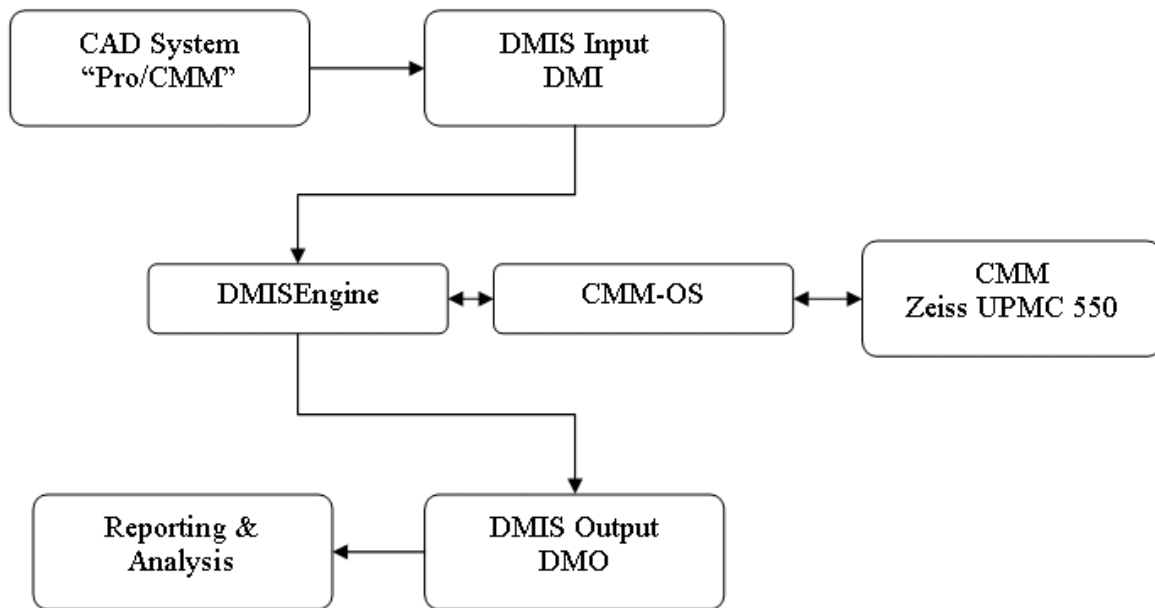 CAD System
“Pro/CMM”
DMIS Input
DMI
DMISEngine
CMM-OS
CMM
Zeiss UPMC 550
Reporting &
Analysis
DMIS Output
DMO